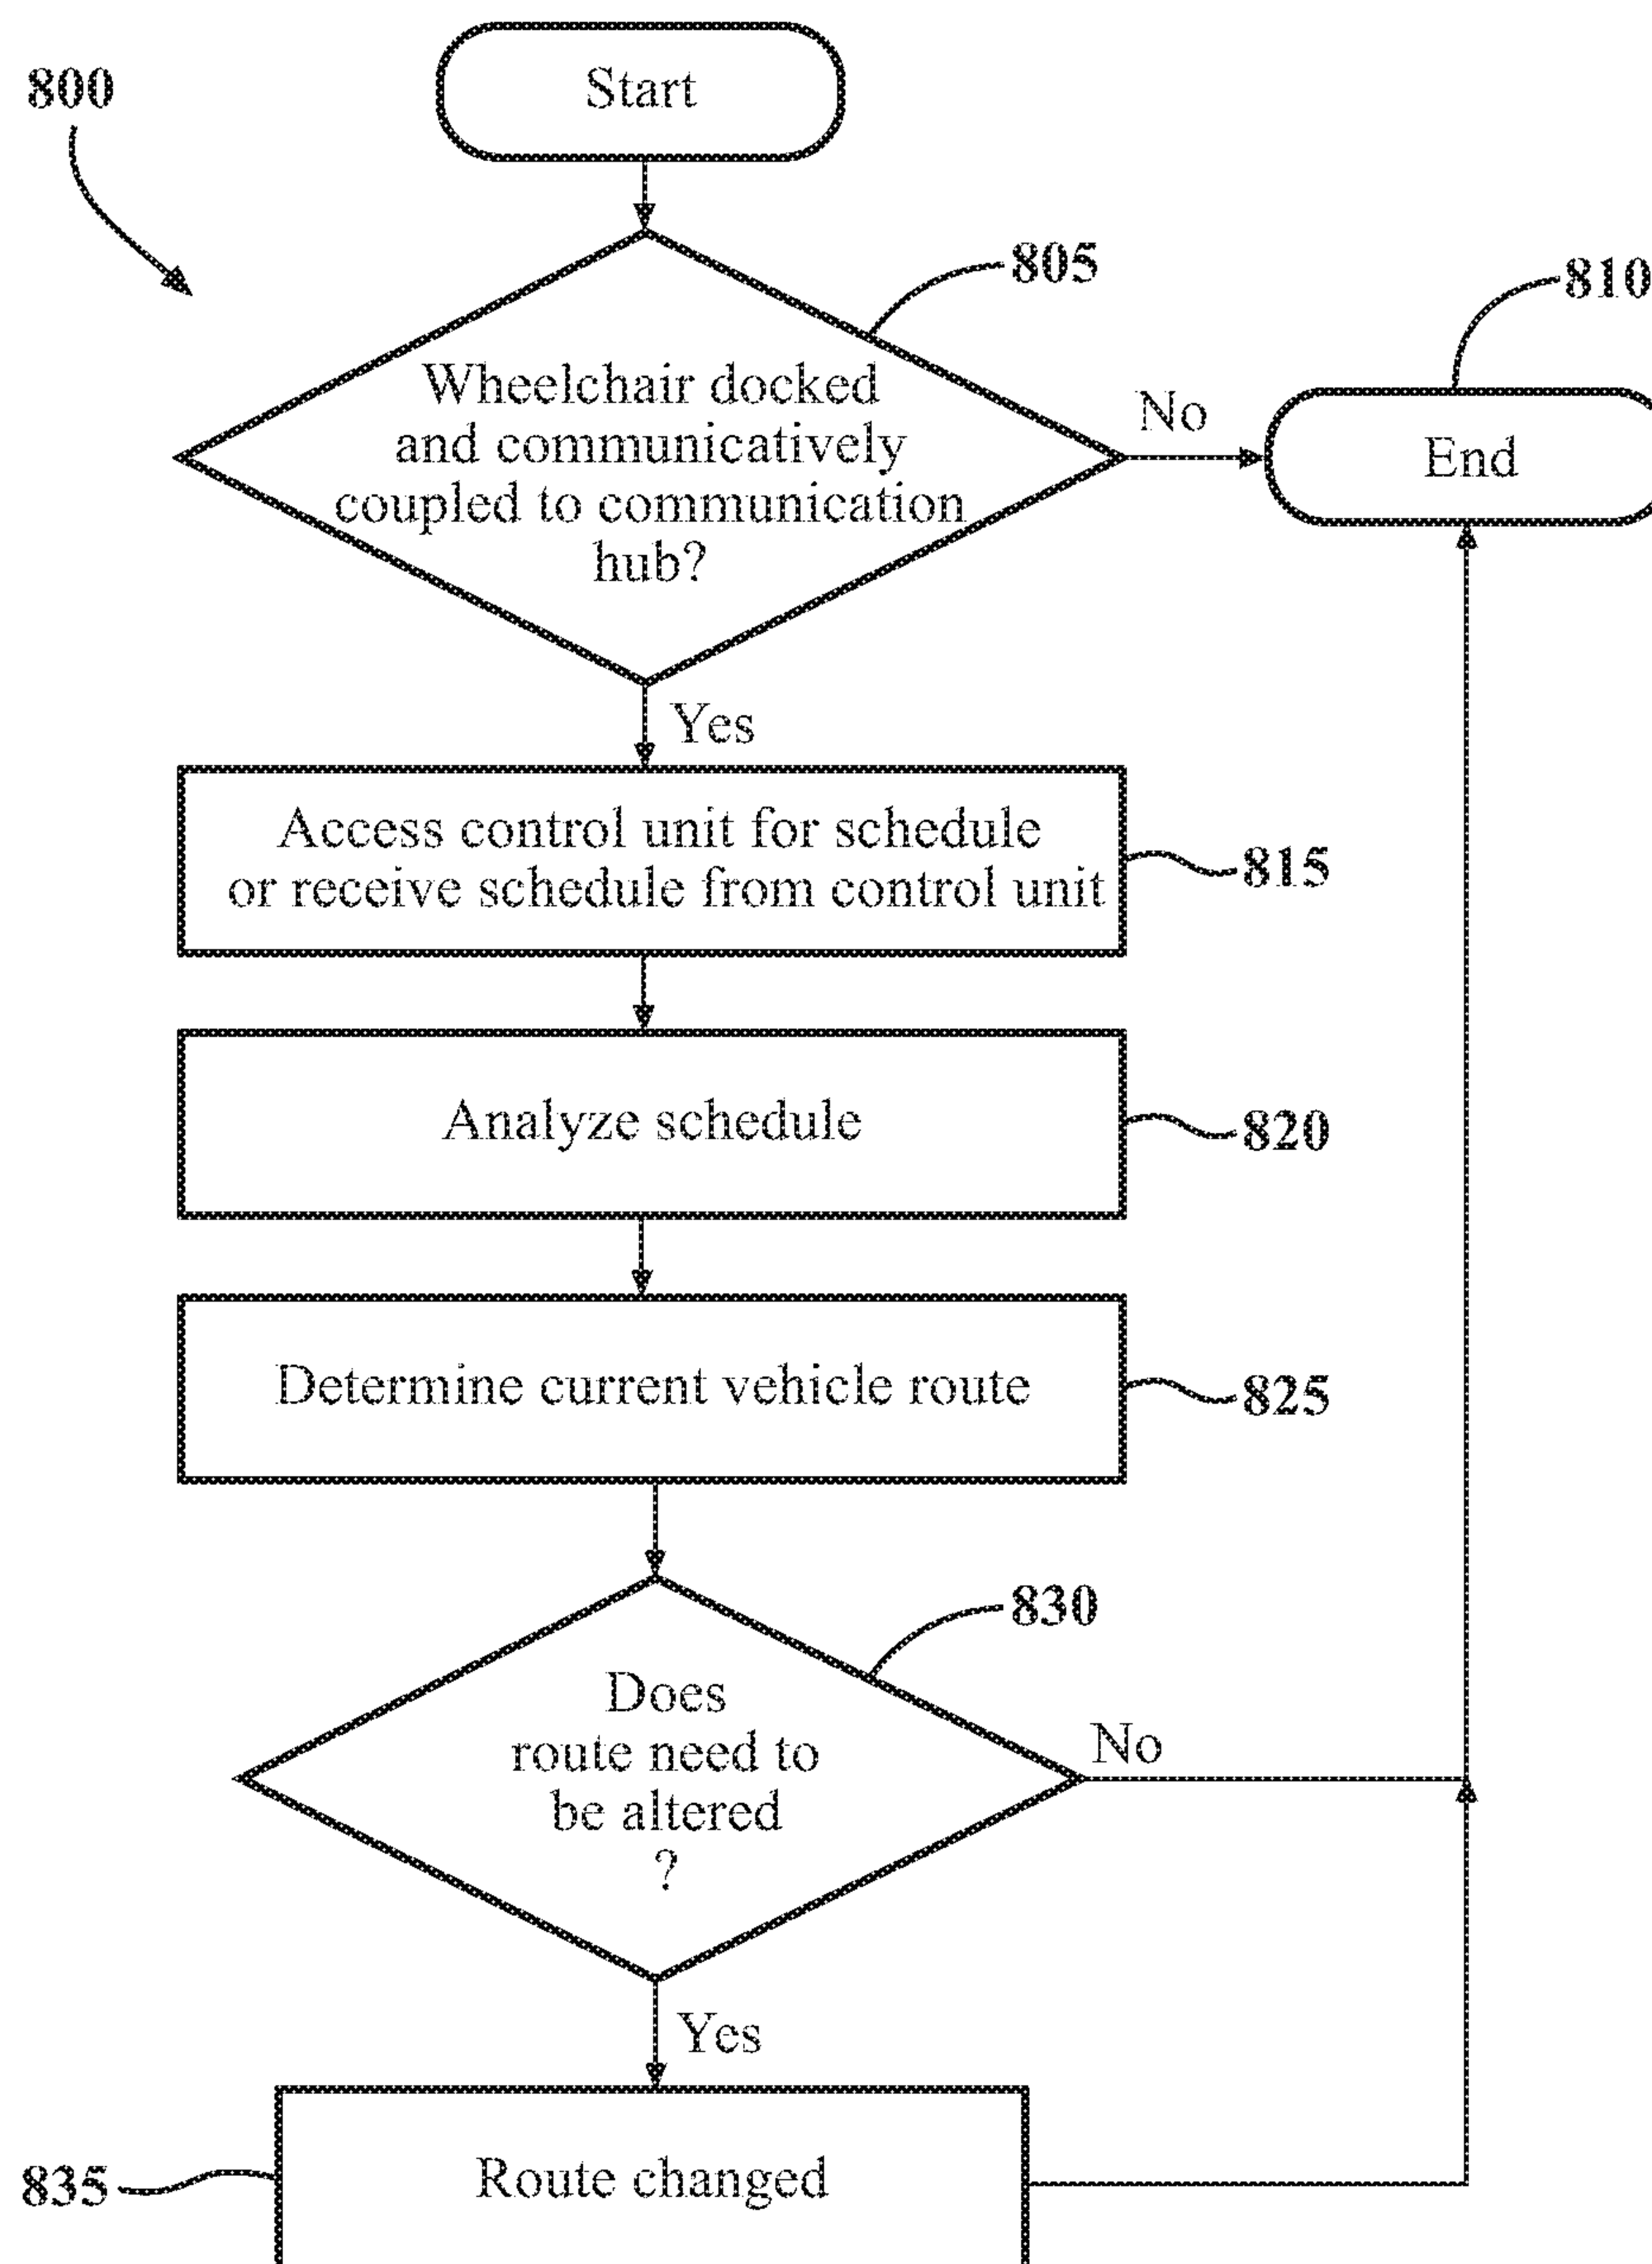 Start
800
805
810
Wheelchair docked
and communicatively
coupled to communication
hub?
No
End
Yes
Access control unit for schedule
or receive schedule from control unit
815
Analyze schedule
820
Determine current vehicle route
825
830
Does
route need to
be altered
?
No
Yes
Route changed
835